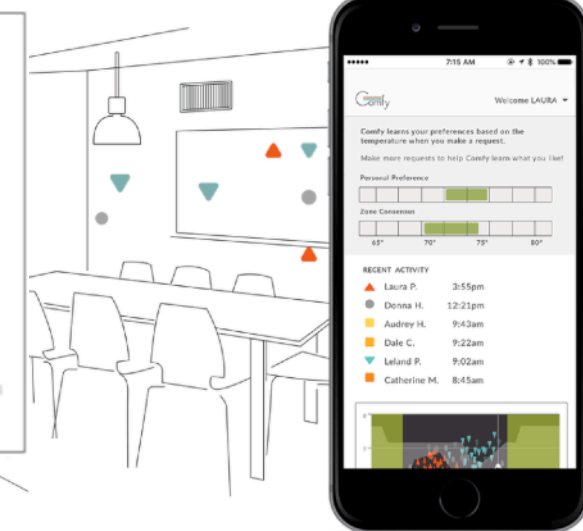 7:15 AM
100%
Comfy
Welcome LAURA
Comfy learns your preferences based on the
temperature when you make a request.
Make more requests to help Comfy learn what you like!
Personal Preference
Zone Consensus
65° 70° 75° 80°
RECENT ACTIVITY
Laura P. 3:55pm
Donna H. 12:21pm
Audrey H. 9:43am
Dale C. 9:22am
Leland P. 9:02am
Catherine M. 8:45am